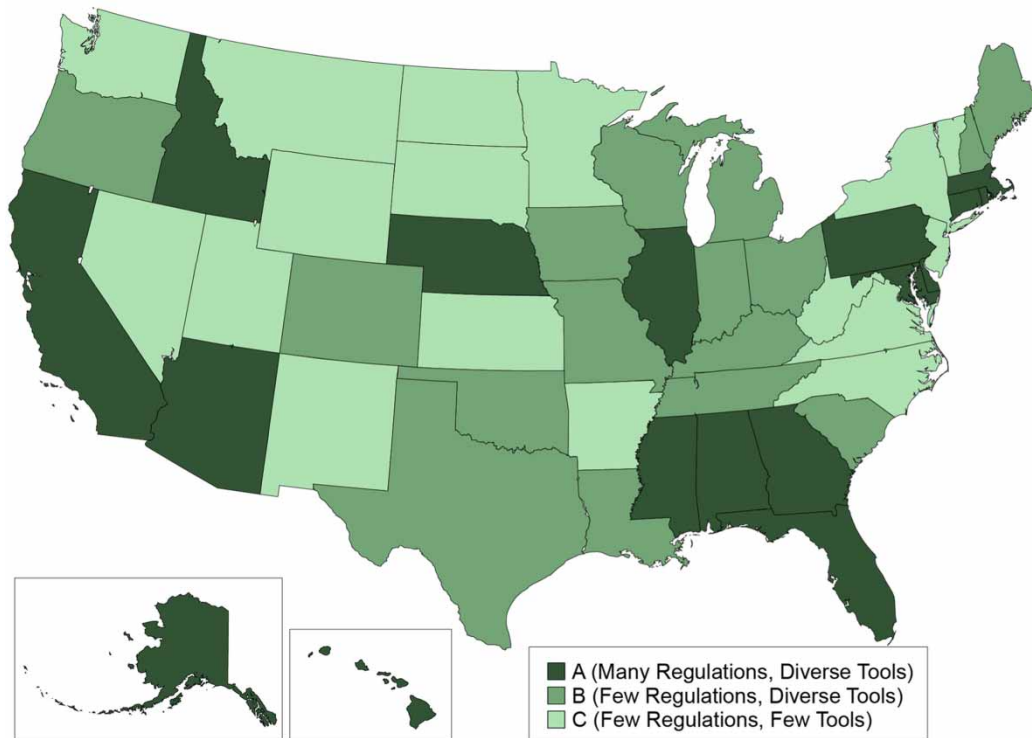 A (Many Regulations, Diverse Tools)
B (Few Regulations, Diverse Tools)
C (Few Regulations, Few Tools)